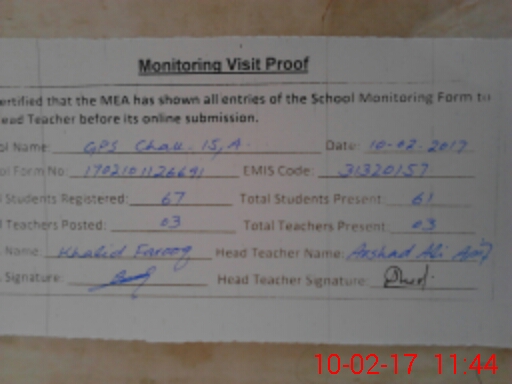 Monitoring Visit Proof
ertified that the MEA has shown all entries of the School Monitoring Form to
ead Teacher before its online submission.
ol Name: GPS Chak. 15, A. Date: 10-02-2017
ol Form No: 1702101126691 EMIS Code: 31320157
l Students Registered: 67 Total Students Present: 61
l Teachers Posted: 03 Total Teachers Present: 03
Name: Khalid Farooq Head Teacher Name: Arshad Ali
Signature: Head Teacher Signature:
10-02-17 11:44